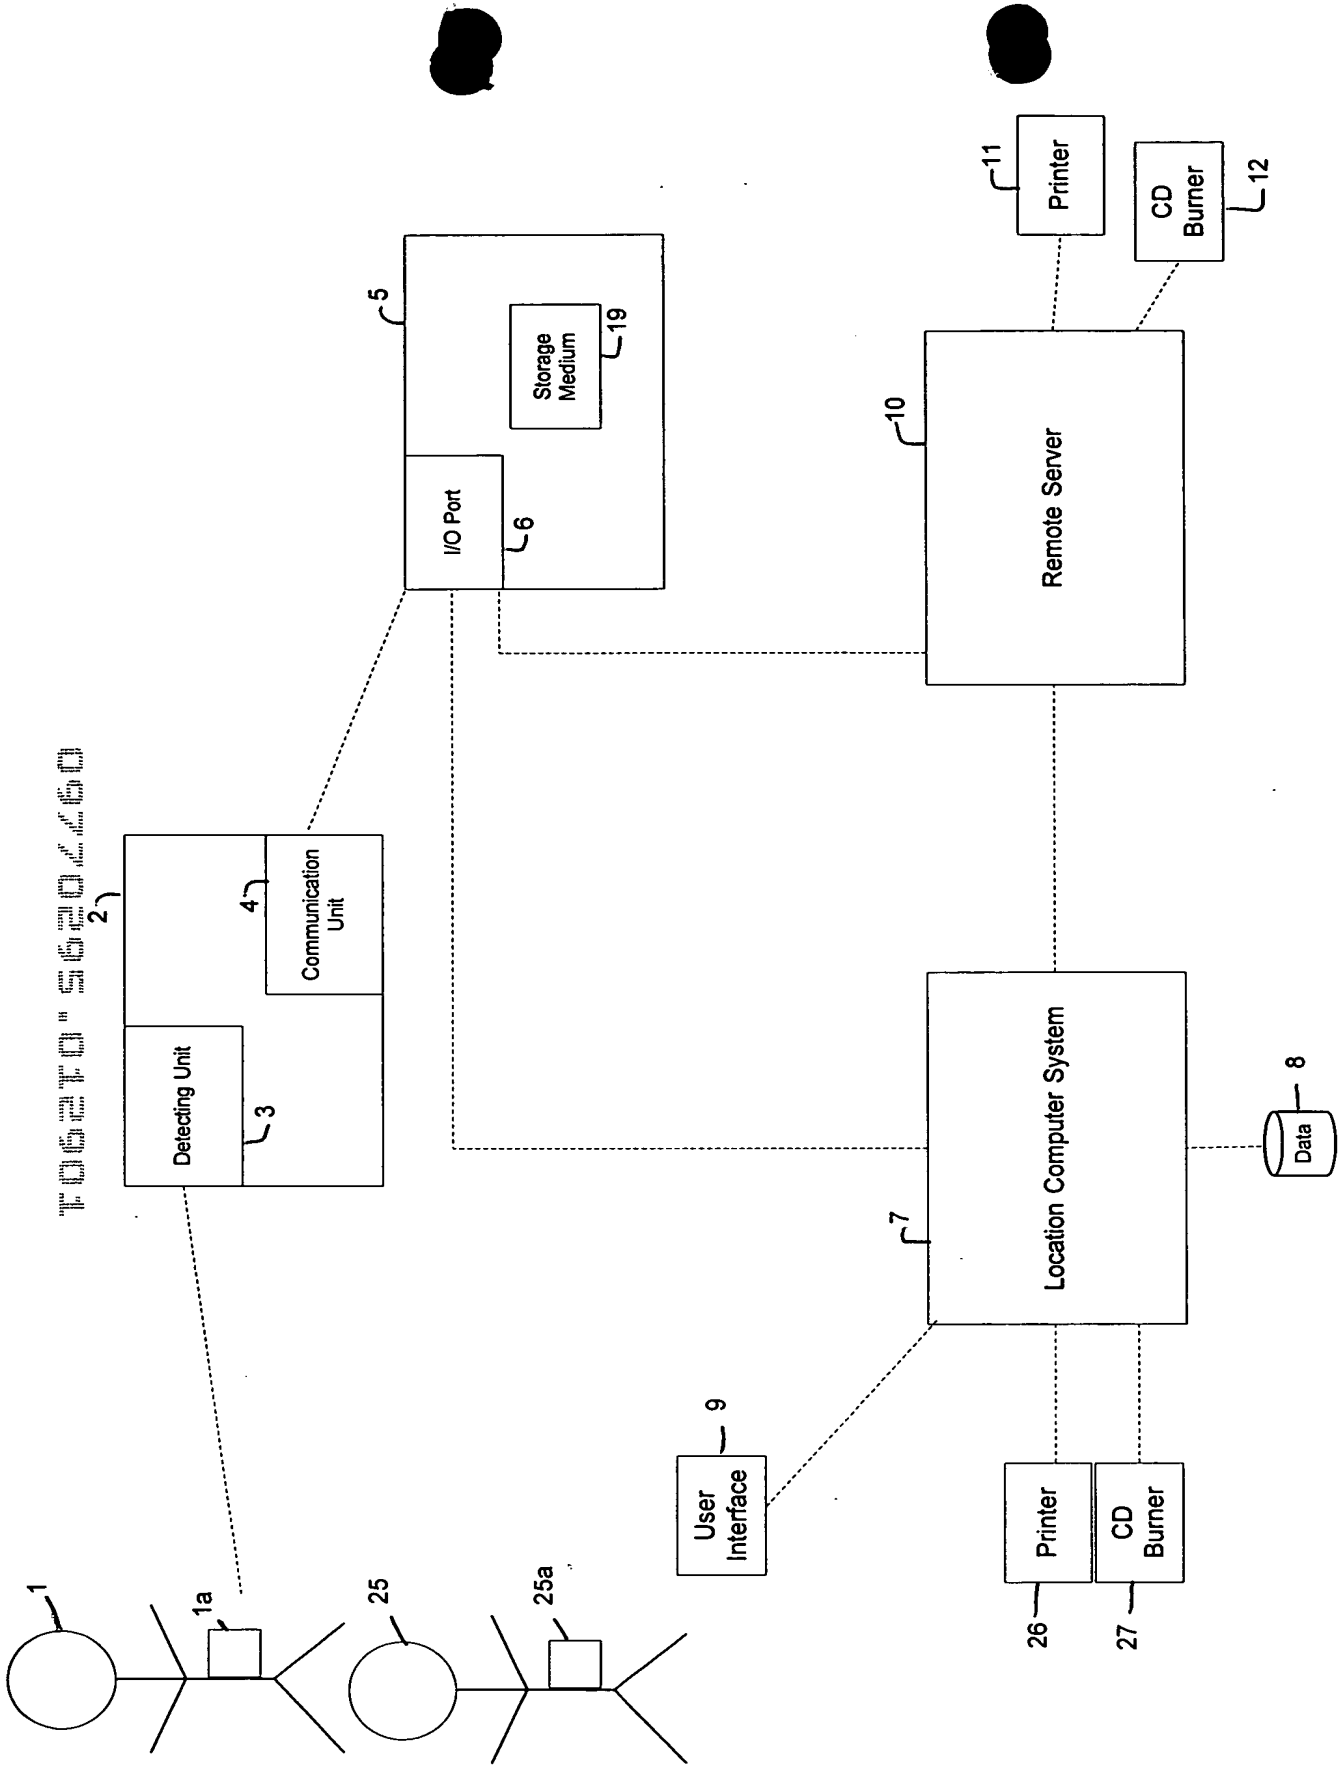 09770295.012901
1
2
Detecting Unit
3
4
Communication
Unit
1a
25
25a
5
I/O Port
6
Storage
Medium
19
User
Interface
9
7
Location Computer System
10
Remote Server
11
Printer
CD
Burner
12
Printer
26
CD
Burner
27
Data
8